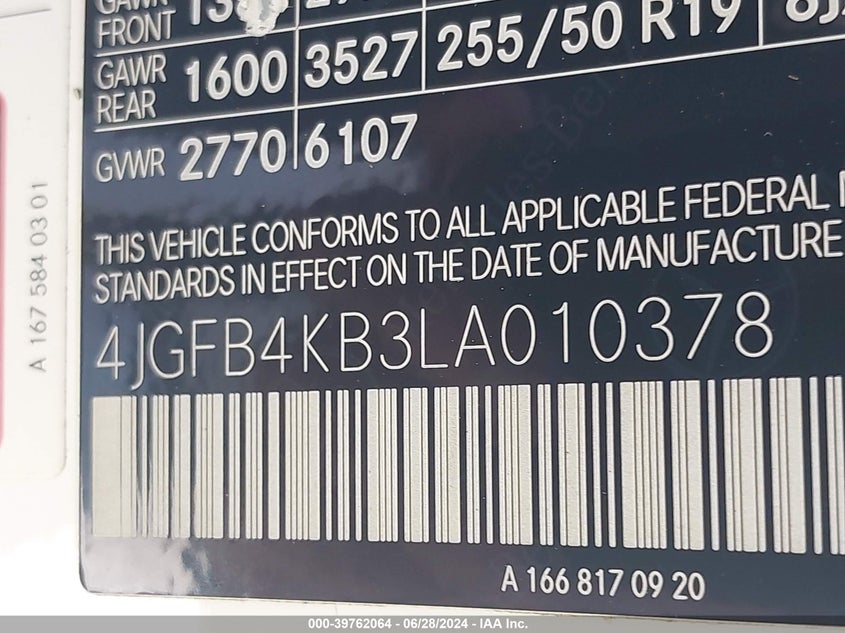 GAWR
FRONT
GAWR
REAR 1600 3527 255/50 R19
GVWR 2770 6107
THIS VEHICLE CONFORMS TO ALL APPLICABLE FEDERAL
STANDARDS IN EFFECT ON THE DATE OF MANUFACTURE
4JGFB4KB3LA010378
A 166 817 09 20
A 167 584 03 01
000-39762064 - 06/28/2024 - IAA Inc.